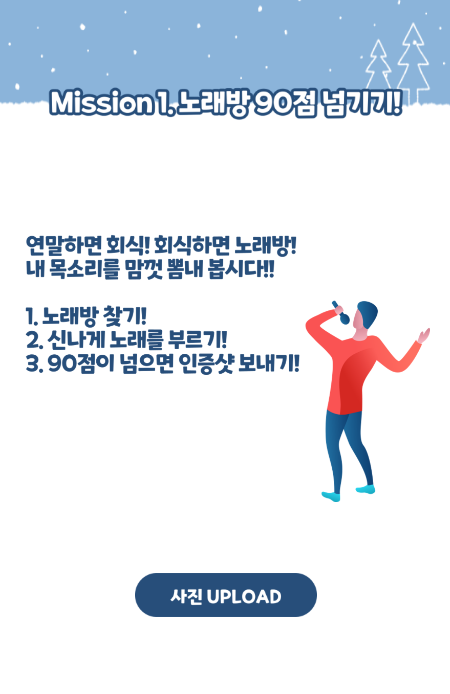 Mission 1. 노래방 90점 넘기기!
연말하면 회식! 회식하면 노래방!
내 목소리를 맘껏 뽐내 봅시다!!
1. 노래방 찾기!
2. 신나게 노래를 부르기!
3. 90점이 넘으면 인증샷 보내기!
사진 UPLOAD